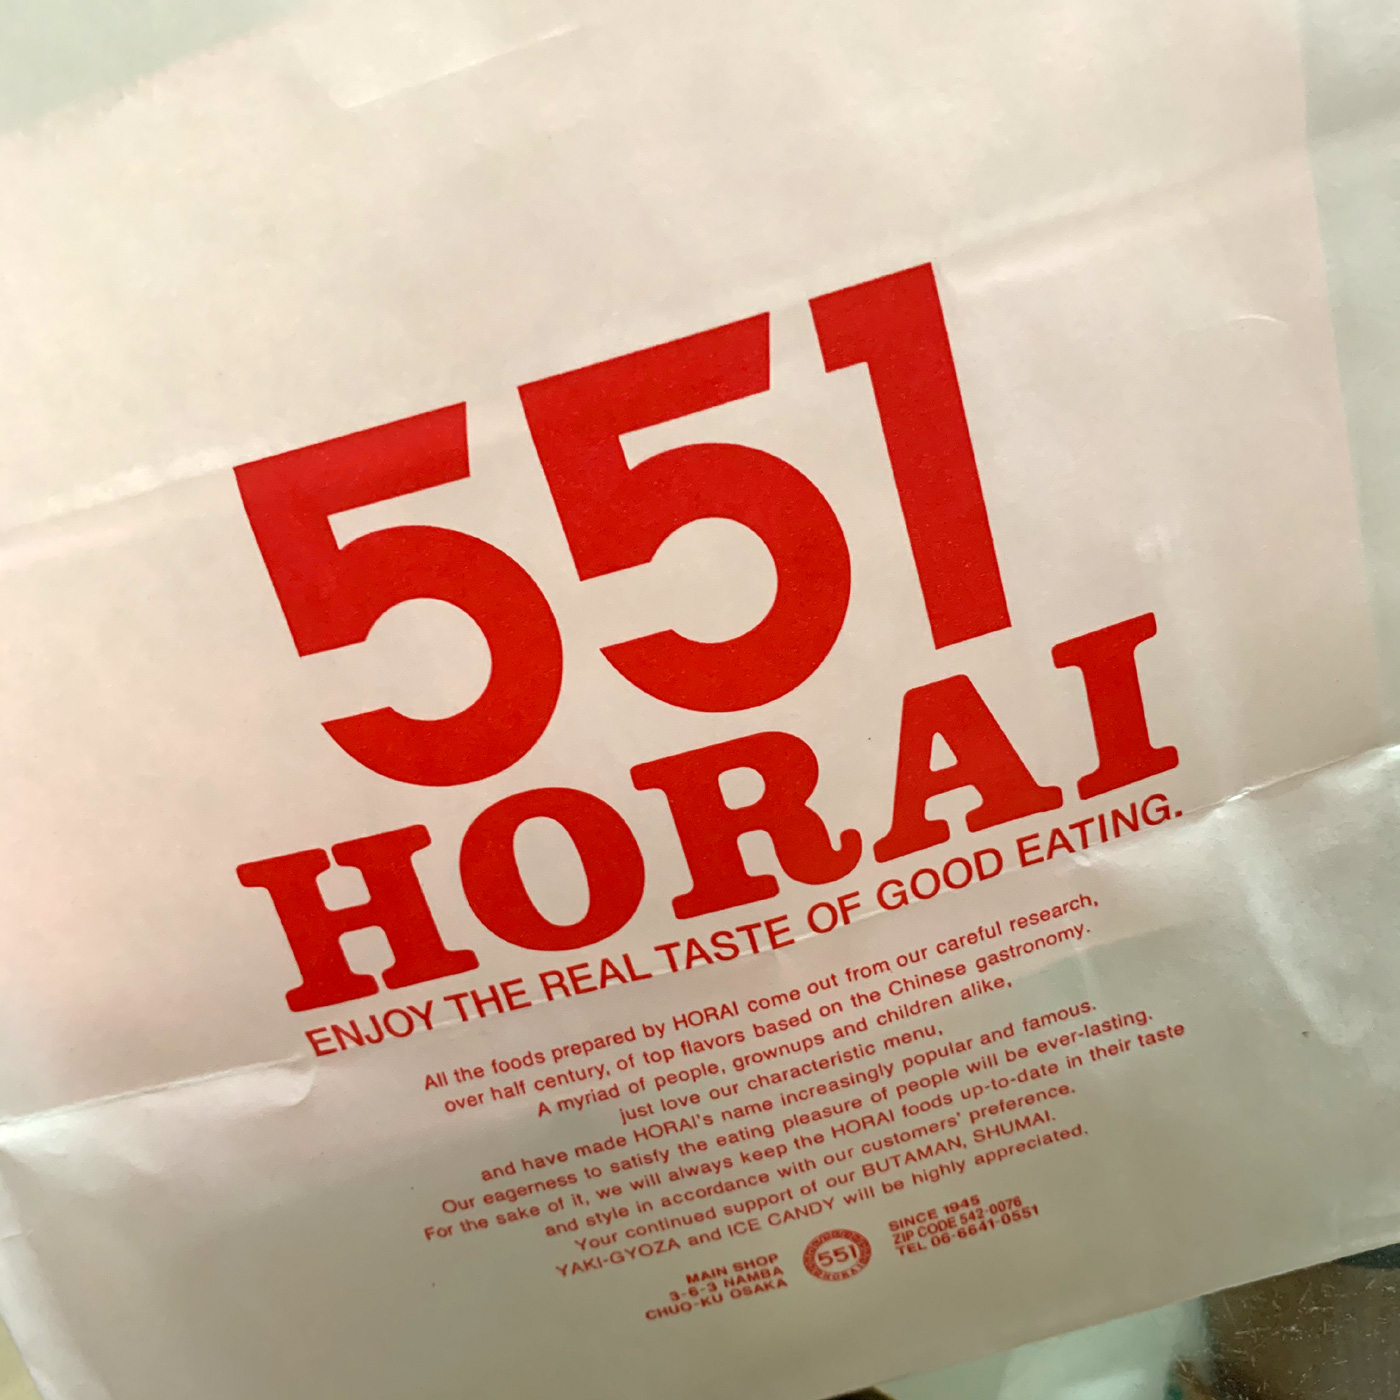 551
HORAI
ENJOY THE REAL TASTE OF GOOD EATING.
All the foods prepared by HORAI come out from our careful research,
over half century, of top flavors based on the Chinese gastronomy.
A myriad of people, grownups and children alike,
just love our characteristic menu,
and have made HORAI's name increasingly popular and famous.
Our eagerness to satisfy the eating pleasure of people will be ever-lasting.
For the sake of it, we will always keep the HORAI foods up-to-date in their taste
and style in accordance with our customers' preference.
Your continued support of our BUTAMAN, SHUMAI.
YAKI-GYOZA and ICE CANDY will be highly appreciated.
MAIN SHOP
3-6-3 NAMBA
CHUO-KU OSAKA
551
HORAI
SINCE 1945
ZIP CODE 542-0076
TEL 06-6641-0551